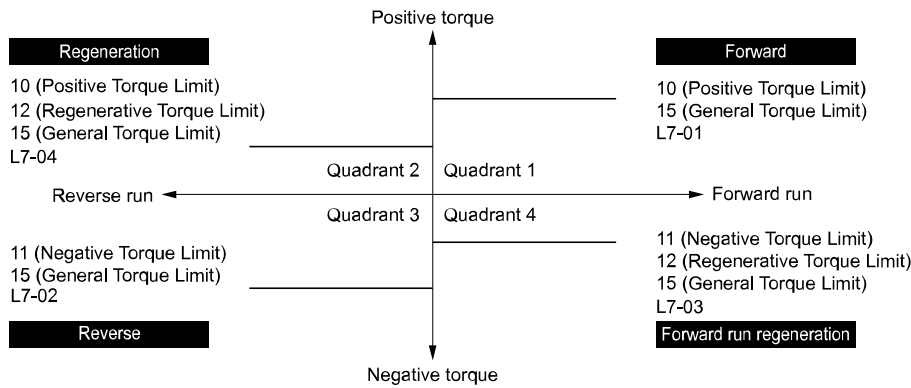 Positive torque
Regeneration
10 (Positive Torque Limit)
12 (Regenerative Torque Limit)
15 (General Torque Limit)
L7-04
Forward
10 (Positive Torque Limit)
15 (General Torque Limit)
L7-01
Quadrant 2
Quadrant 1
Reverse run
Forward run
Quadrant 3
Quadrant 4
11 (Negative Torque Limit)
15 (General Torque Limit)
L7-02
Reverse
11 (Negative Torque Limit)
12 (Regenerative Torque Limit)
15 (General Torque Limit)
L7-03
Forward run regeneration
Negative torque